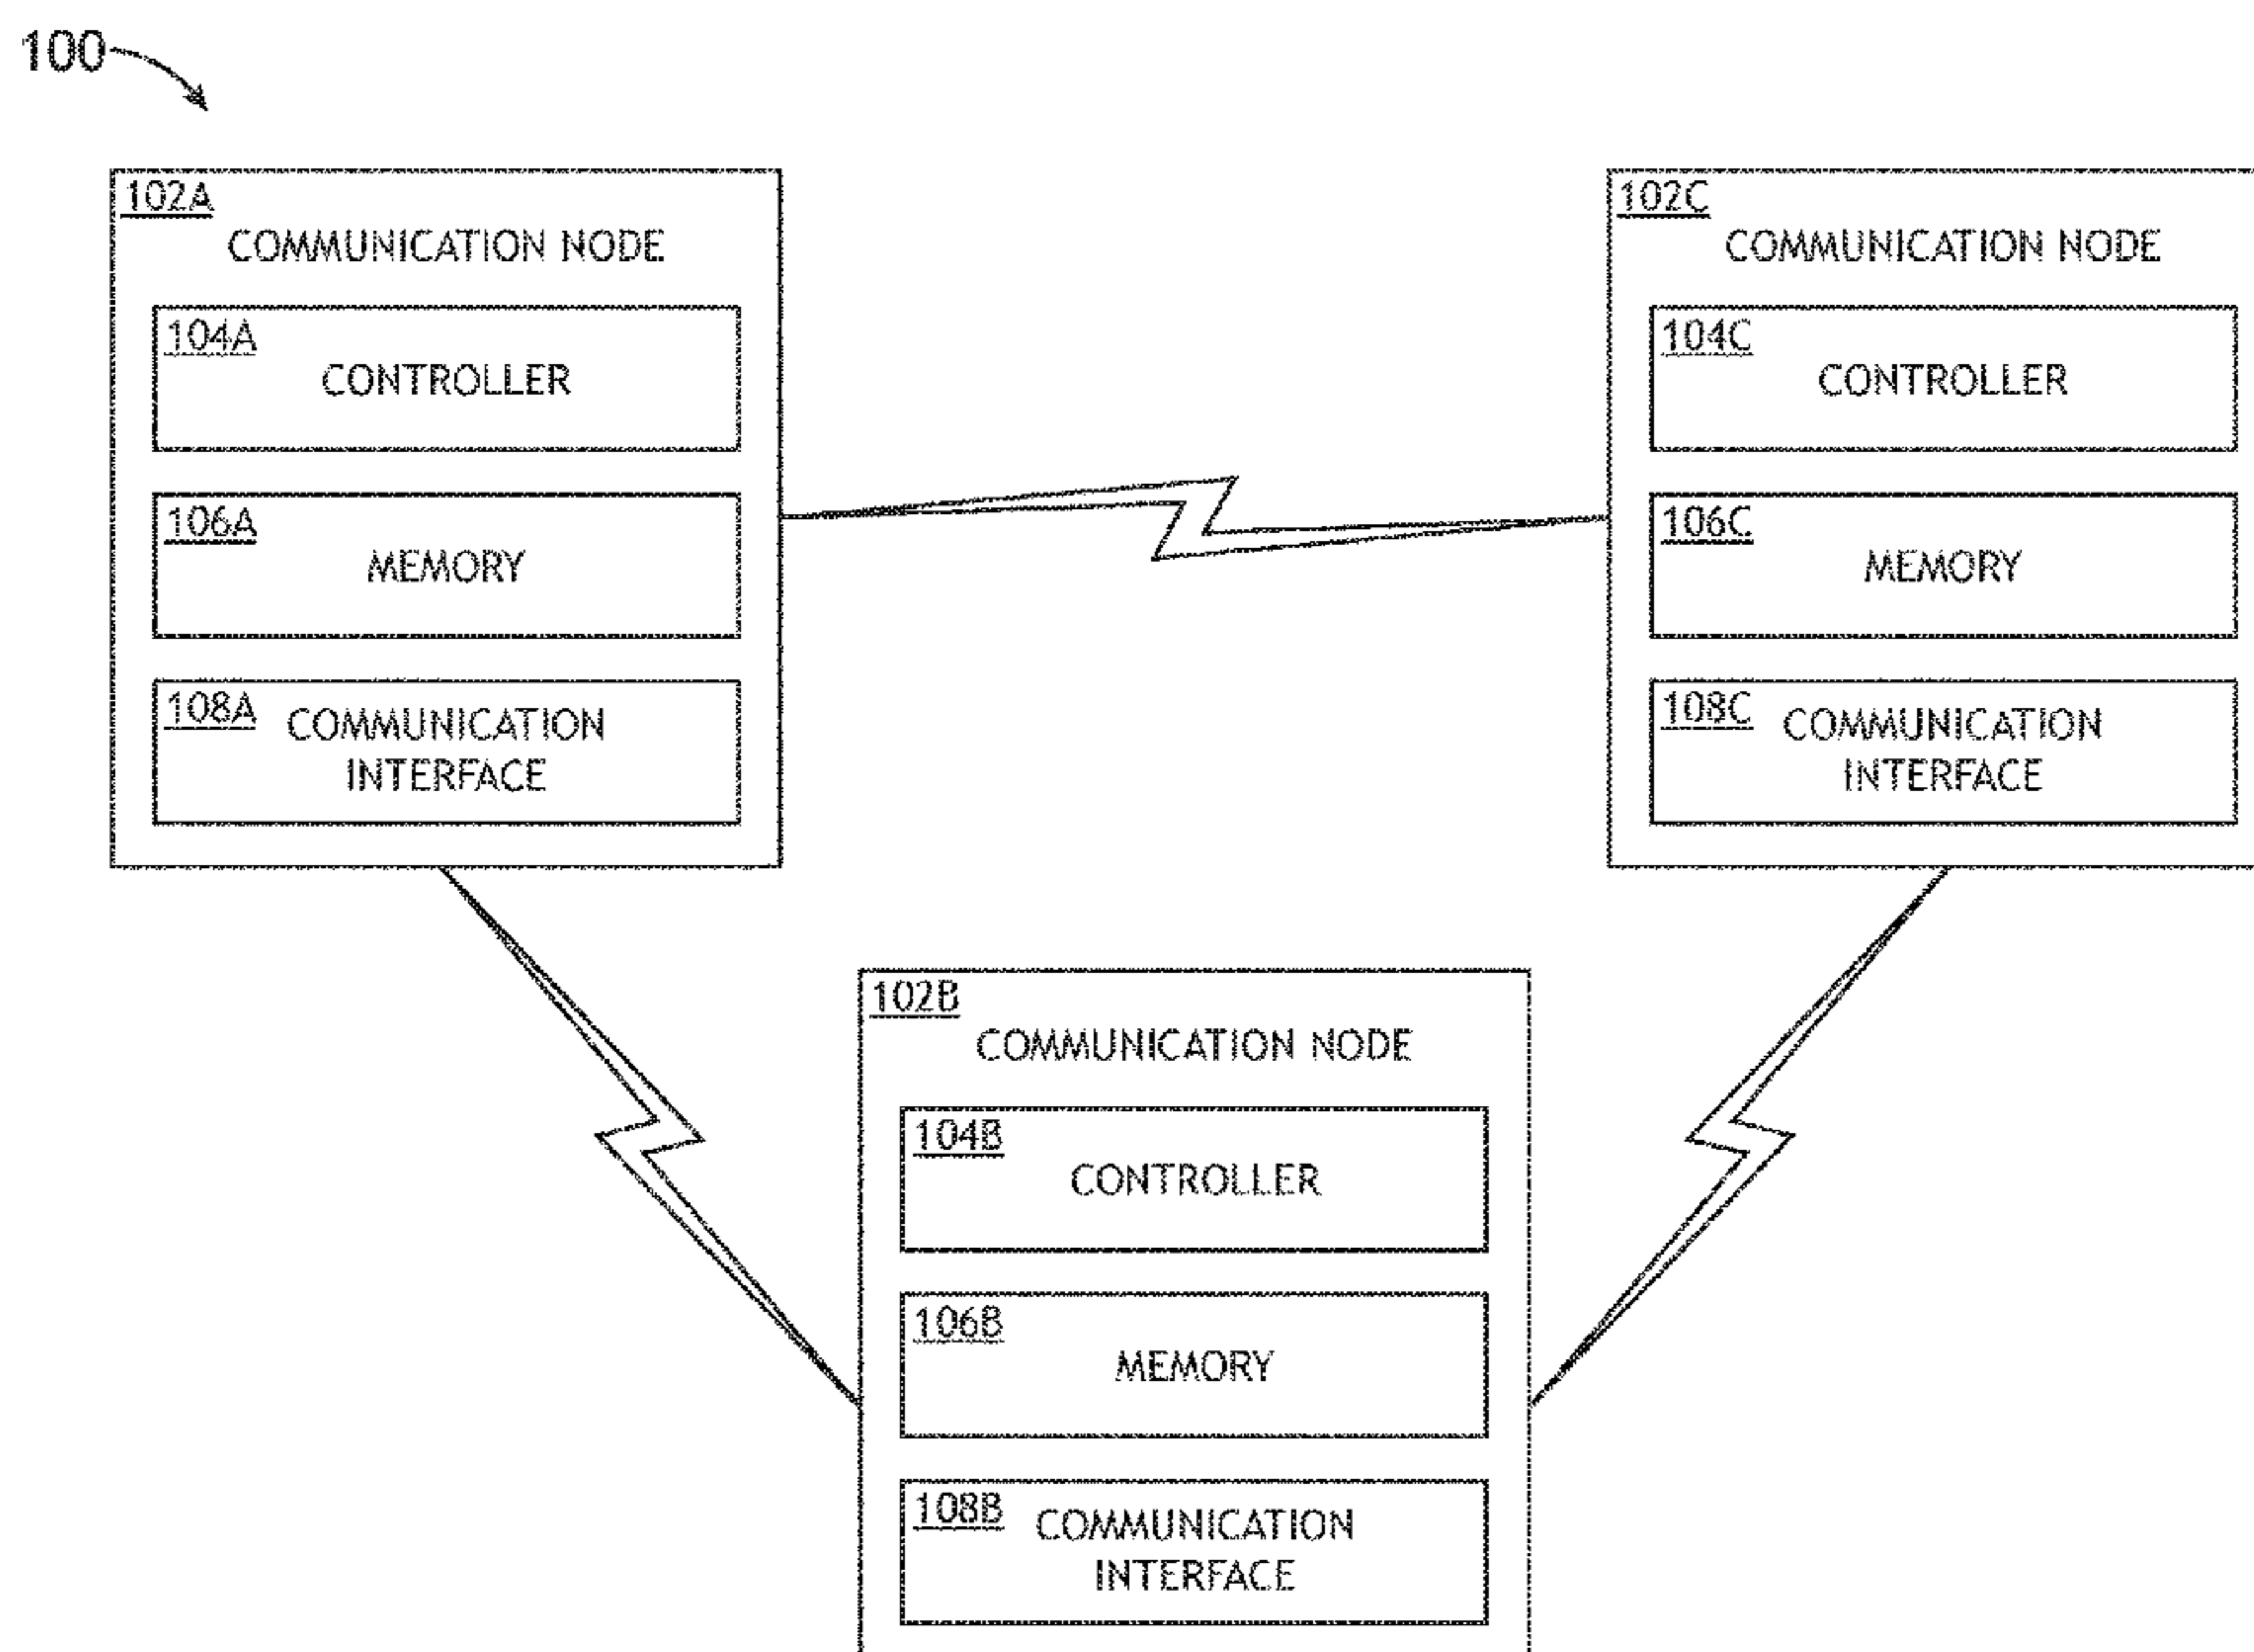 100
102A
COMMUNICATION NODE
104A
CONTROLLER
106A
MEMORY
108A
COMMUNICATION
INTERFACE
102C
COMMUNICATION NODE
104C
CONTROLLER
106C
MEMORY
108C
COMMUNICATION
INTERFACE
102B
COMMUNICATION NODE
104B
CONTROLLER
106B
MEMORY
108B
COMMUNICATION
INTERFACE